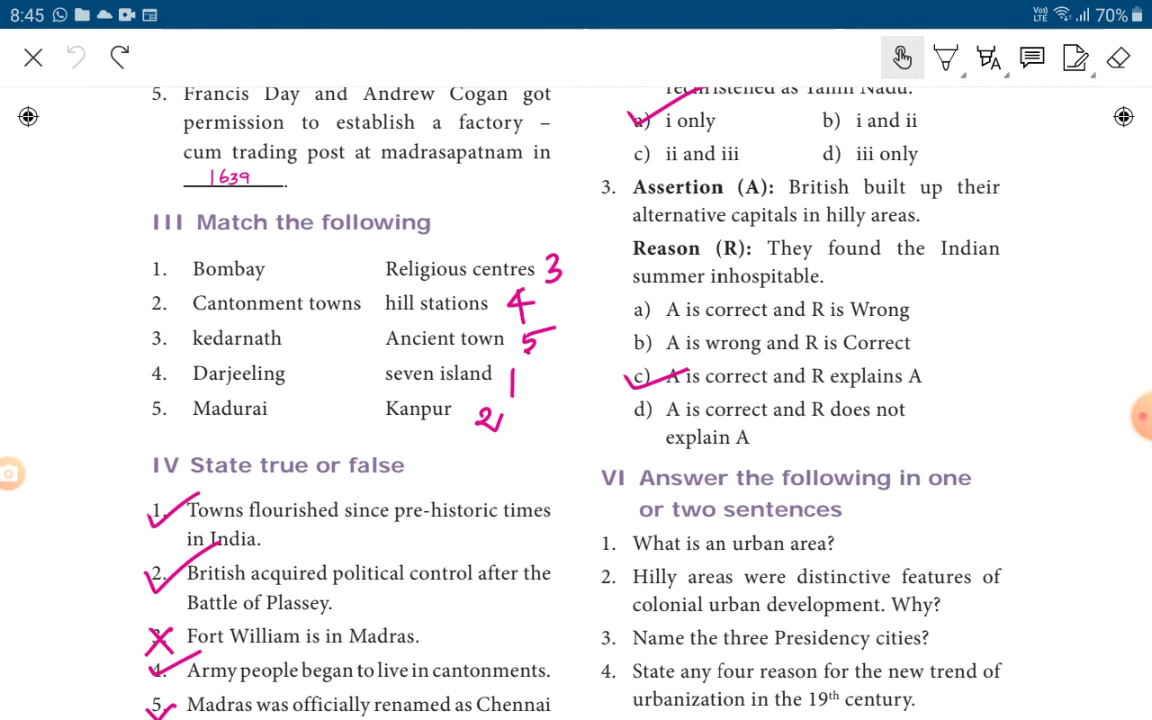 8:45
Vo))
LTE
70%
5. Francis Day and Andrew Cogan got
permission to establish a factory –
cum trading post at madrasapatnam in
1639.
III Match the following
1. Bombay Religious centres 3
2. Cantonment towns hill stations 4
3. kedarnath Ancient town 5
4. Darjeeling seven island 1
5. Madurai Kanpur 2
IV State true or false
1. Towns flourished since pre-historic times
in India.
2. British acquired political control after the
Battle of Plassey.
3. Fort William is in Madras.
4. Army people began to live in cantonments.
5. Madras was officially renamed as Chennai
rechristened as Tamil Nadu.
a) i only b) i and ii
c) ii and iii d) iii only
3. Assertion (A): British built up their
alternative capitals in hilly areas.
Reason (R): They found the Indian
summer inhospitable.
a) A is correct and R is Wrong
b) A is wrong and R is Correct
c) A is correct and R explains A
d) A is correct and R does not
explain A
VI Answer the following in one
or two sentences
1. What is an urban area?
2. Hilly areas were distinctive features of
colonial urban development. Why?
3. Name the three Presidency cities?
4. State any four reason for the new trend of
urbanization in the 19th century.